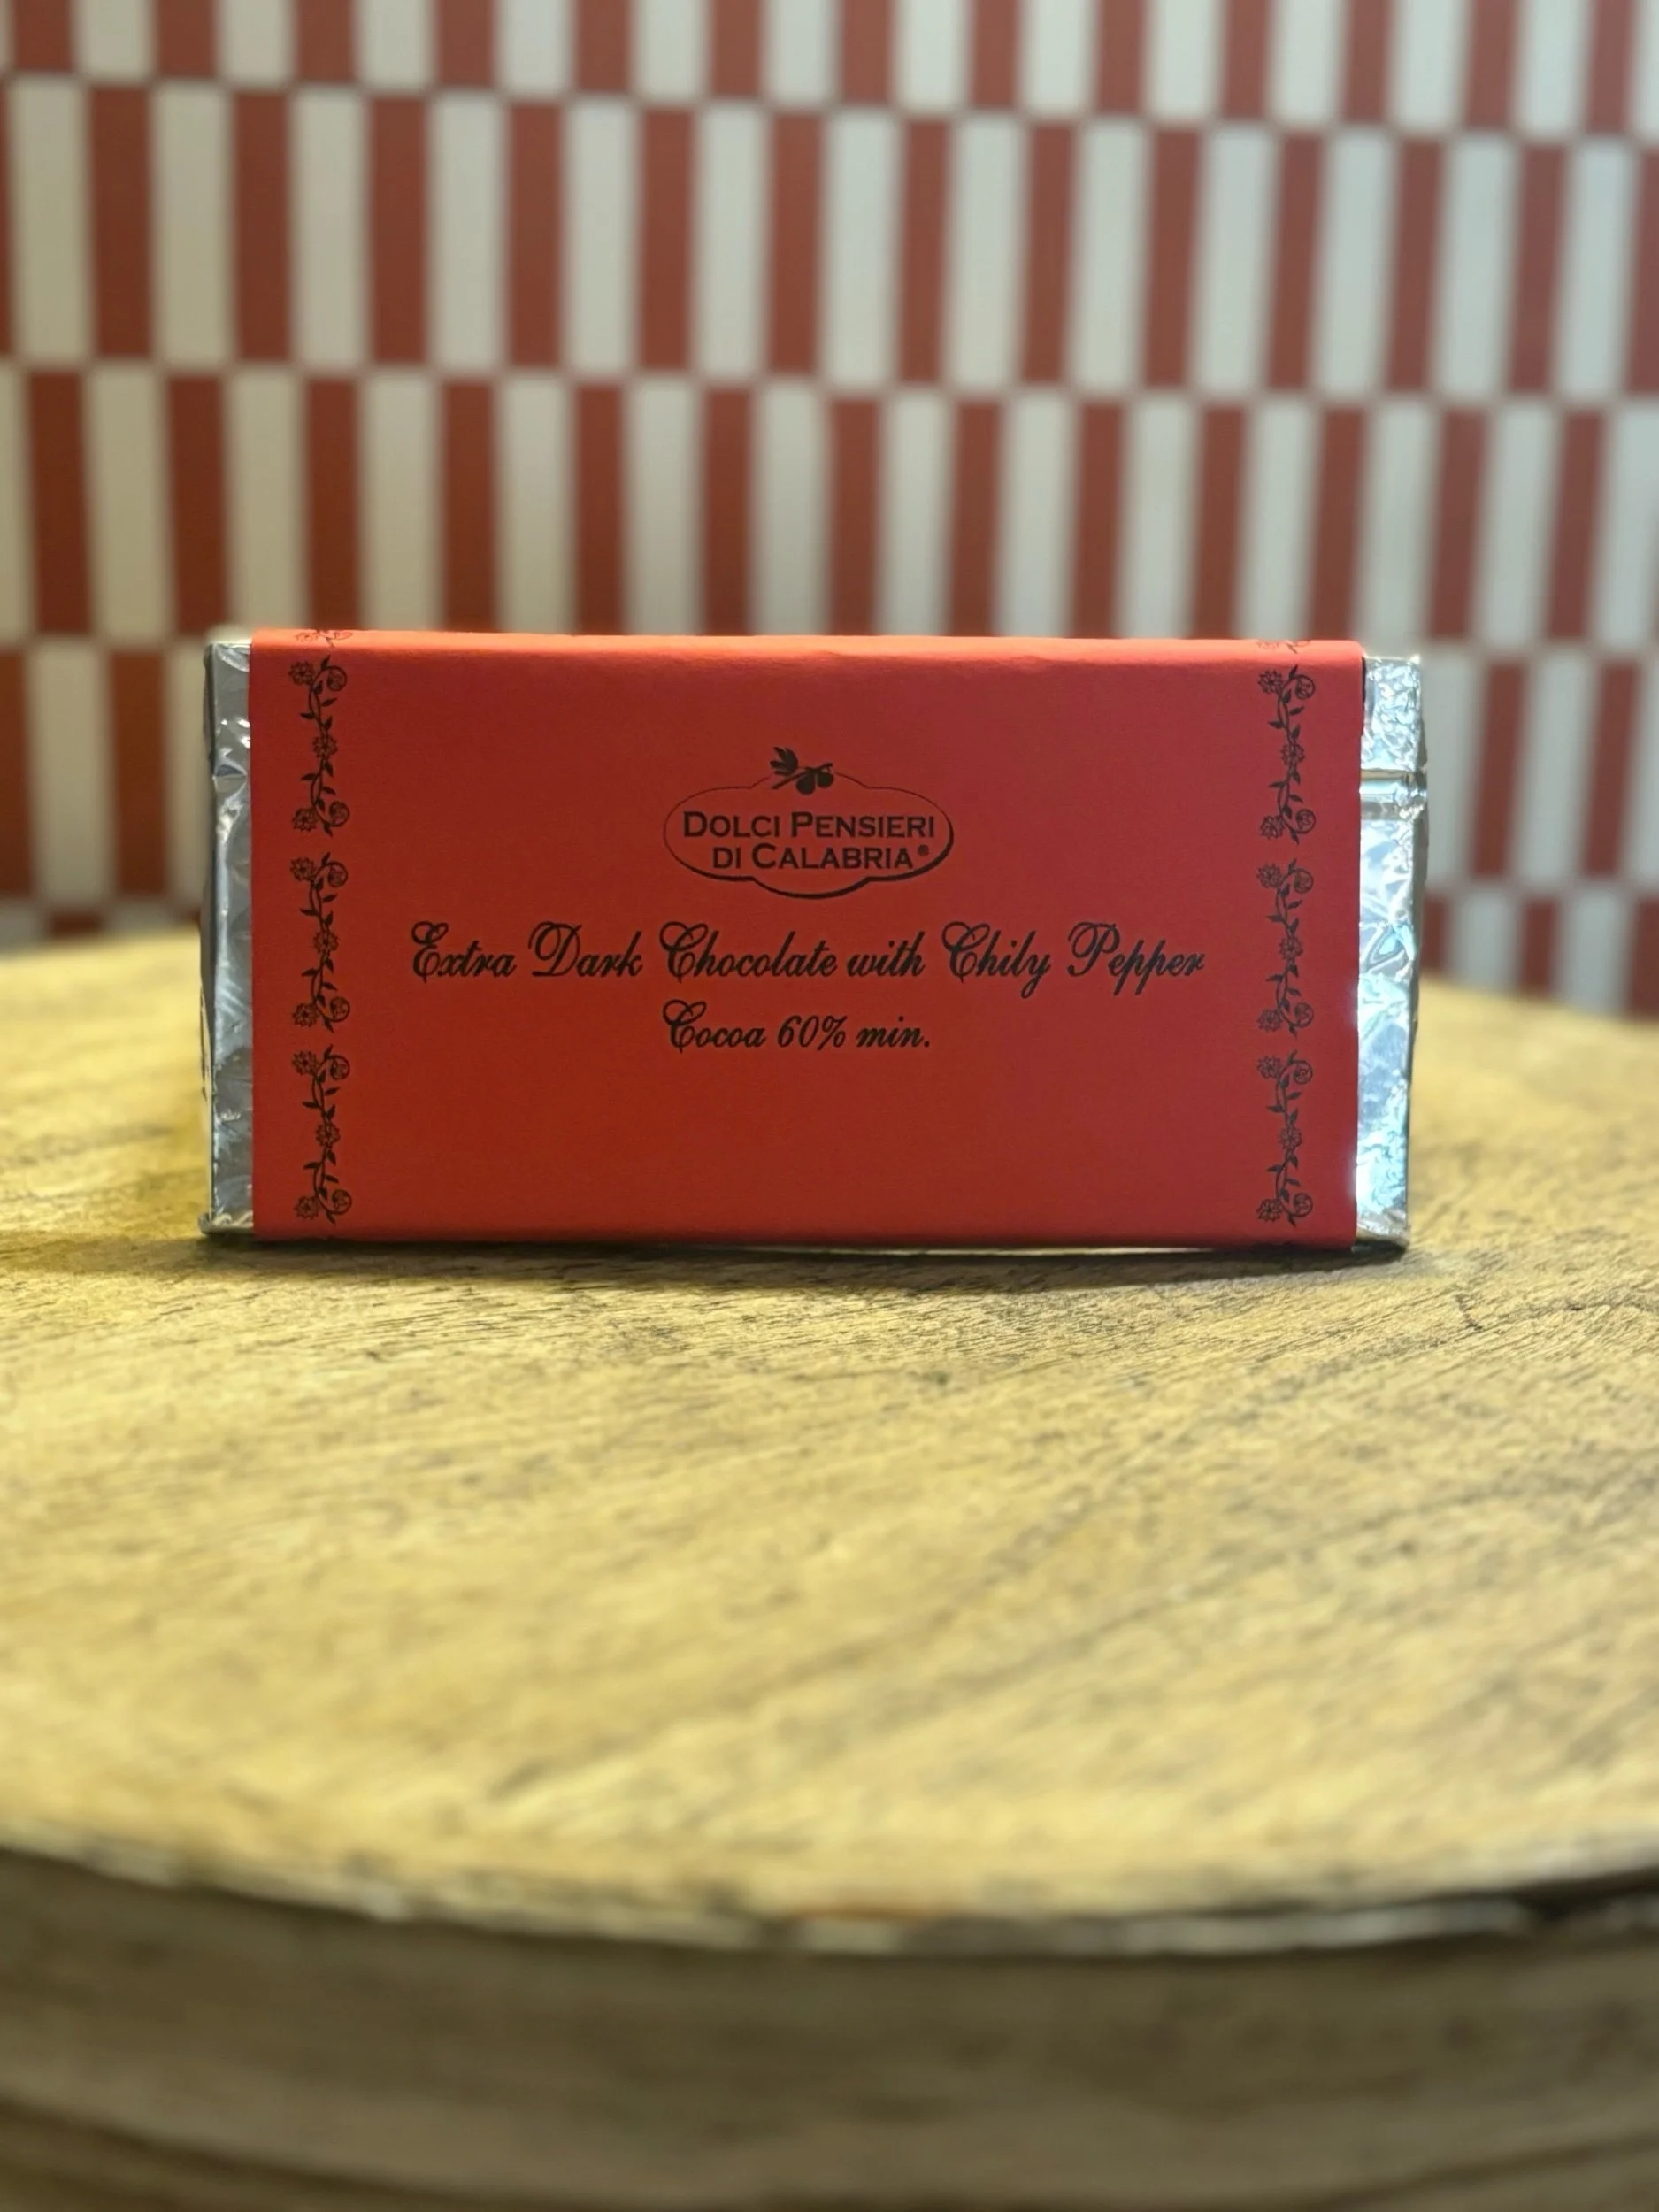 DOLCI PENSIERI
DI CALABRIA®
Extra Dark Chocolate with Chily Pepper
Cocoa 60% min.